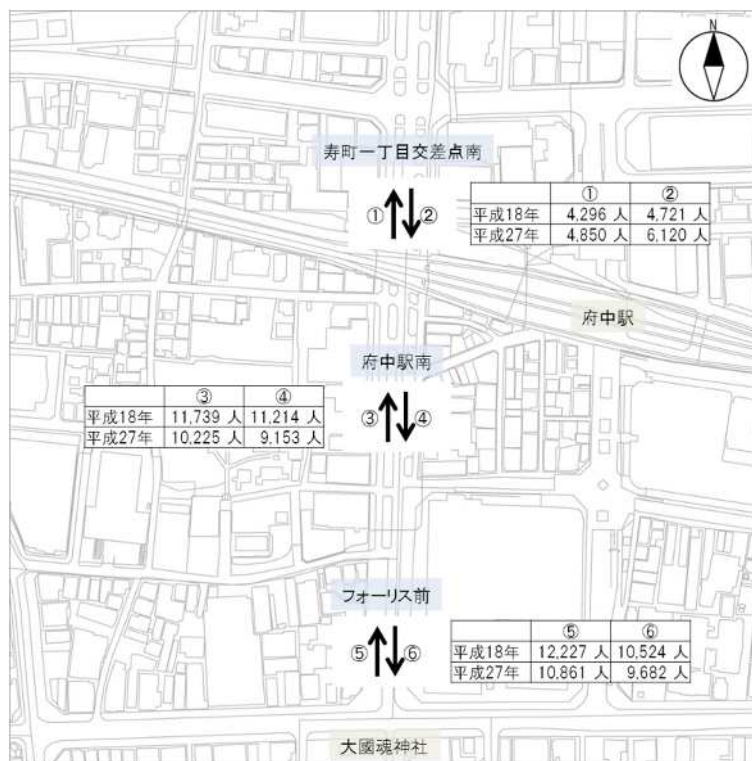 N
寿町一丁目交差点南
① ②
① ②
平成18年 4,296 人 4,721 人
平成27年 4,850 人 6,120 人
府中駅
府中駅南
③ ④
平成18年 11,739 人 11,214 人
平成27年 10,225 人 9,153 人
③ ④
フォーリス前
⑤ ⑥
⑤ ⑥
平成18年 12,227 人 10,524 人
平成27年 10,861 人 9,682 人
大國魂神社